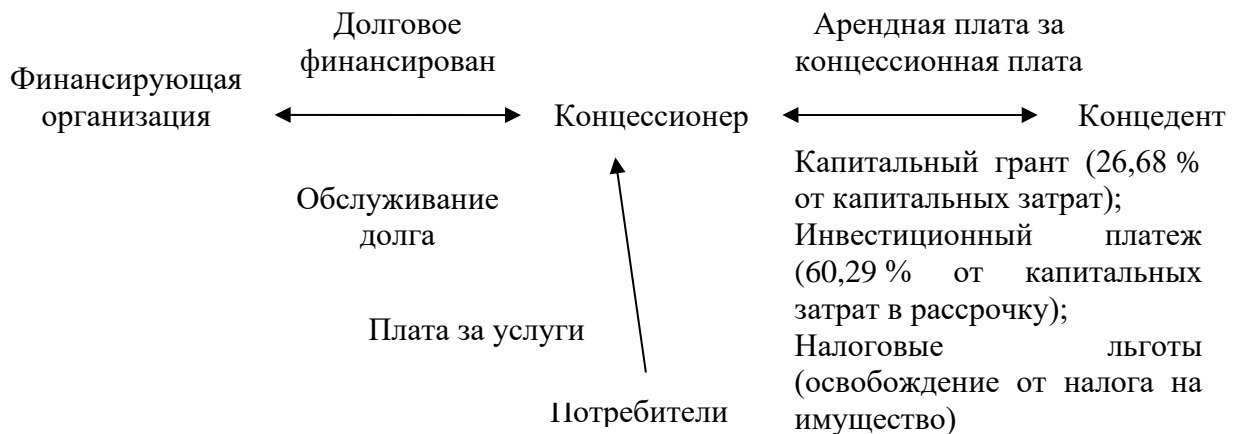 Долговое
финансирован
Арендная плата за
концессионная плата
Финансирующая
организация
Концессионер
Концедент
Обслуживание
долга
Капитальный грант (26,68 %
от капитальных затрат);
Инвестиционный платеж
(60,29 % от капитальных
затрат в рассрочку);
Налоговые льготы
(освобождение от налога на
имущество)
Плата за услуги
Потребители